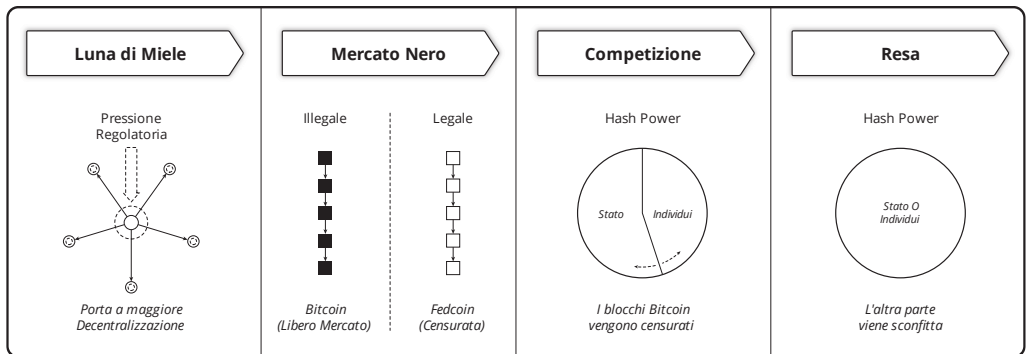 Luna di Miele
Pressione
Regolatoria
Porta a maggiore
Decentralizzazione
Mercato Nero
Illegale
Legale
Bitcoin
(Libero Mercato)
Fedcoin
(Censurata)
Competizione
Hash Power
Stato
Individui
I blocchi Bitcoin
vengono censurati
Resa
Hash Power
Stato O
Individui
L'altra parte
viene sconfitta